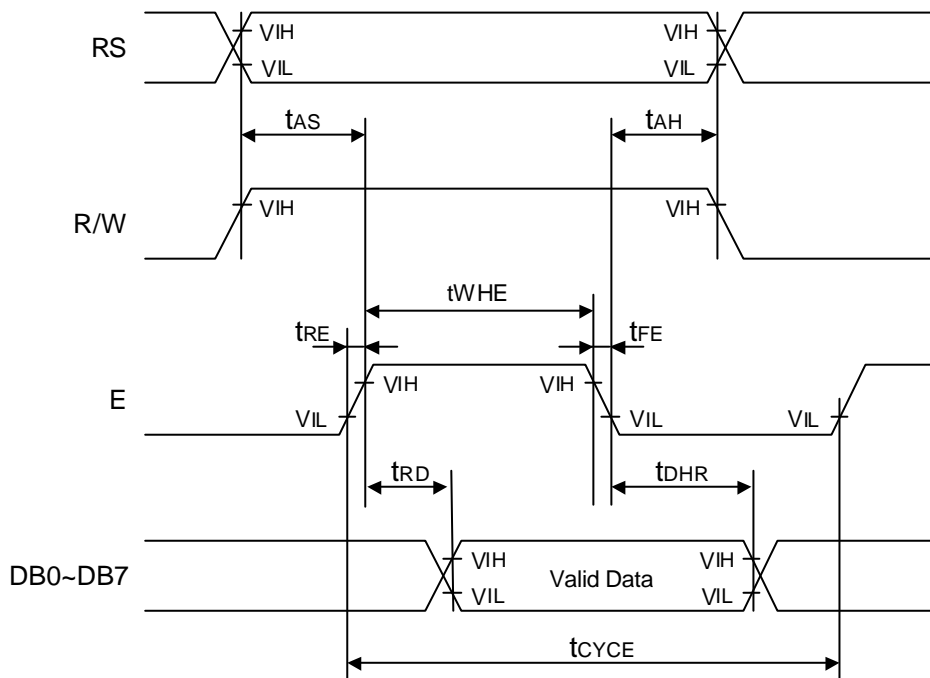 VIH VIH
RS
VIL VIL
tAS tAH
VIH VIH
R/W
tWHE
tRE tFE
VIH VIH
E
VIL VIL VIL
tRD tDHR
VIH VIH
DB0~DB7 Valid Data
VIL VIL
tCYCE